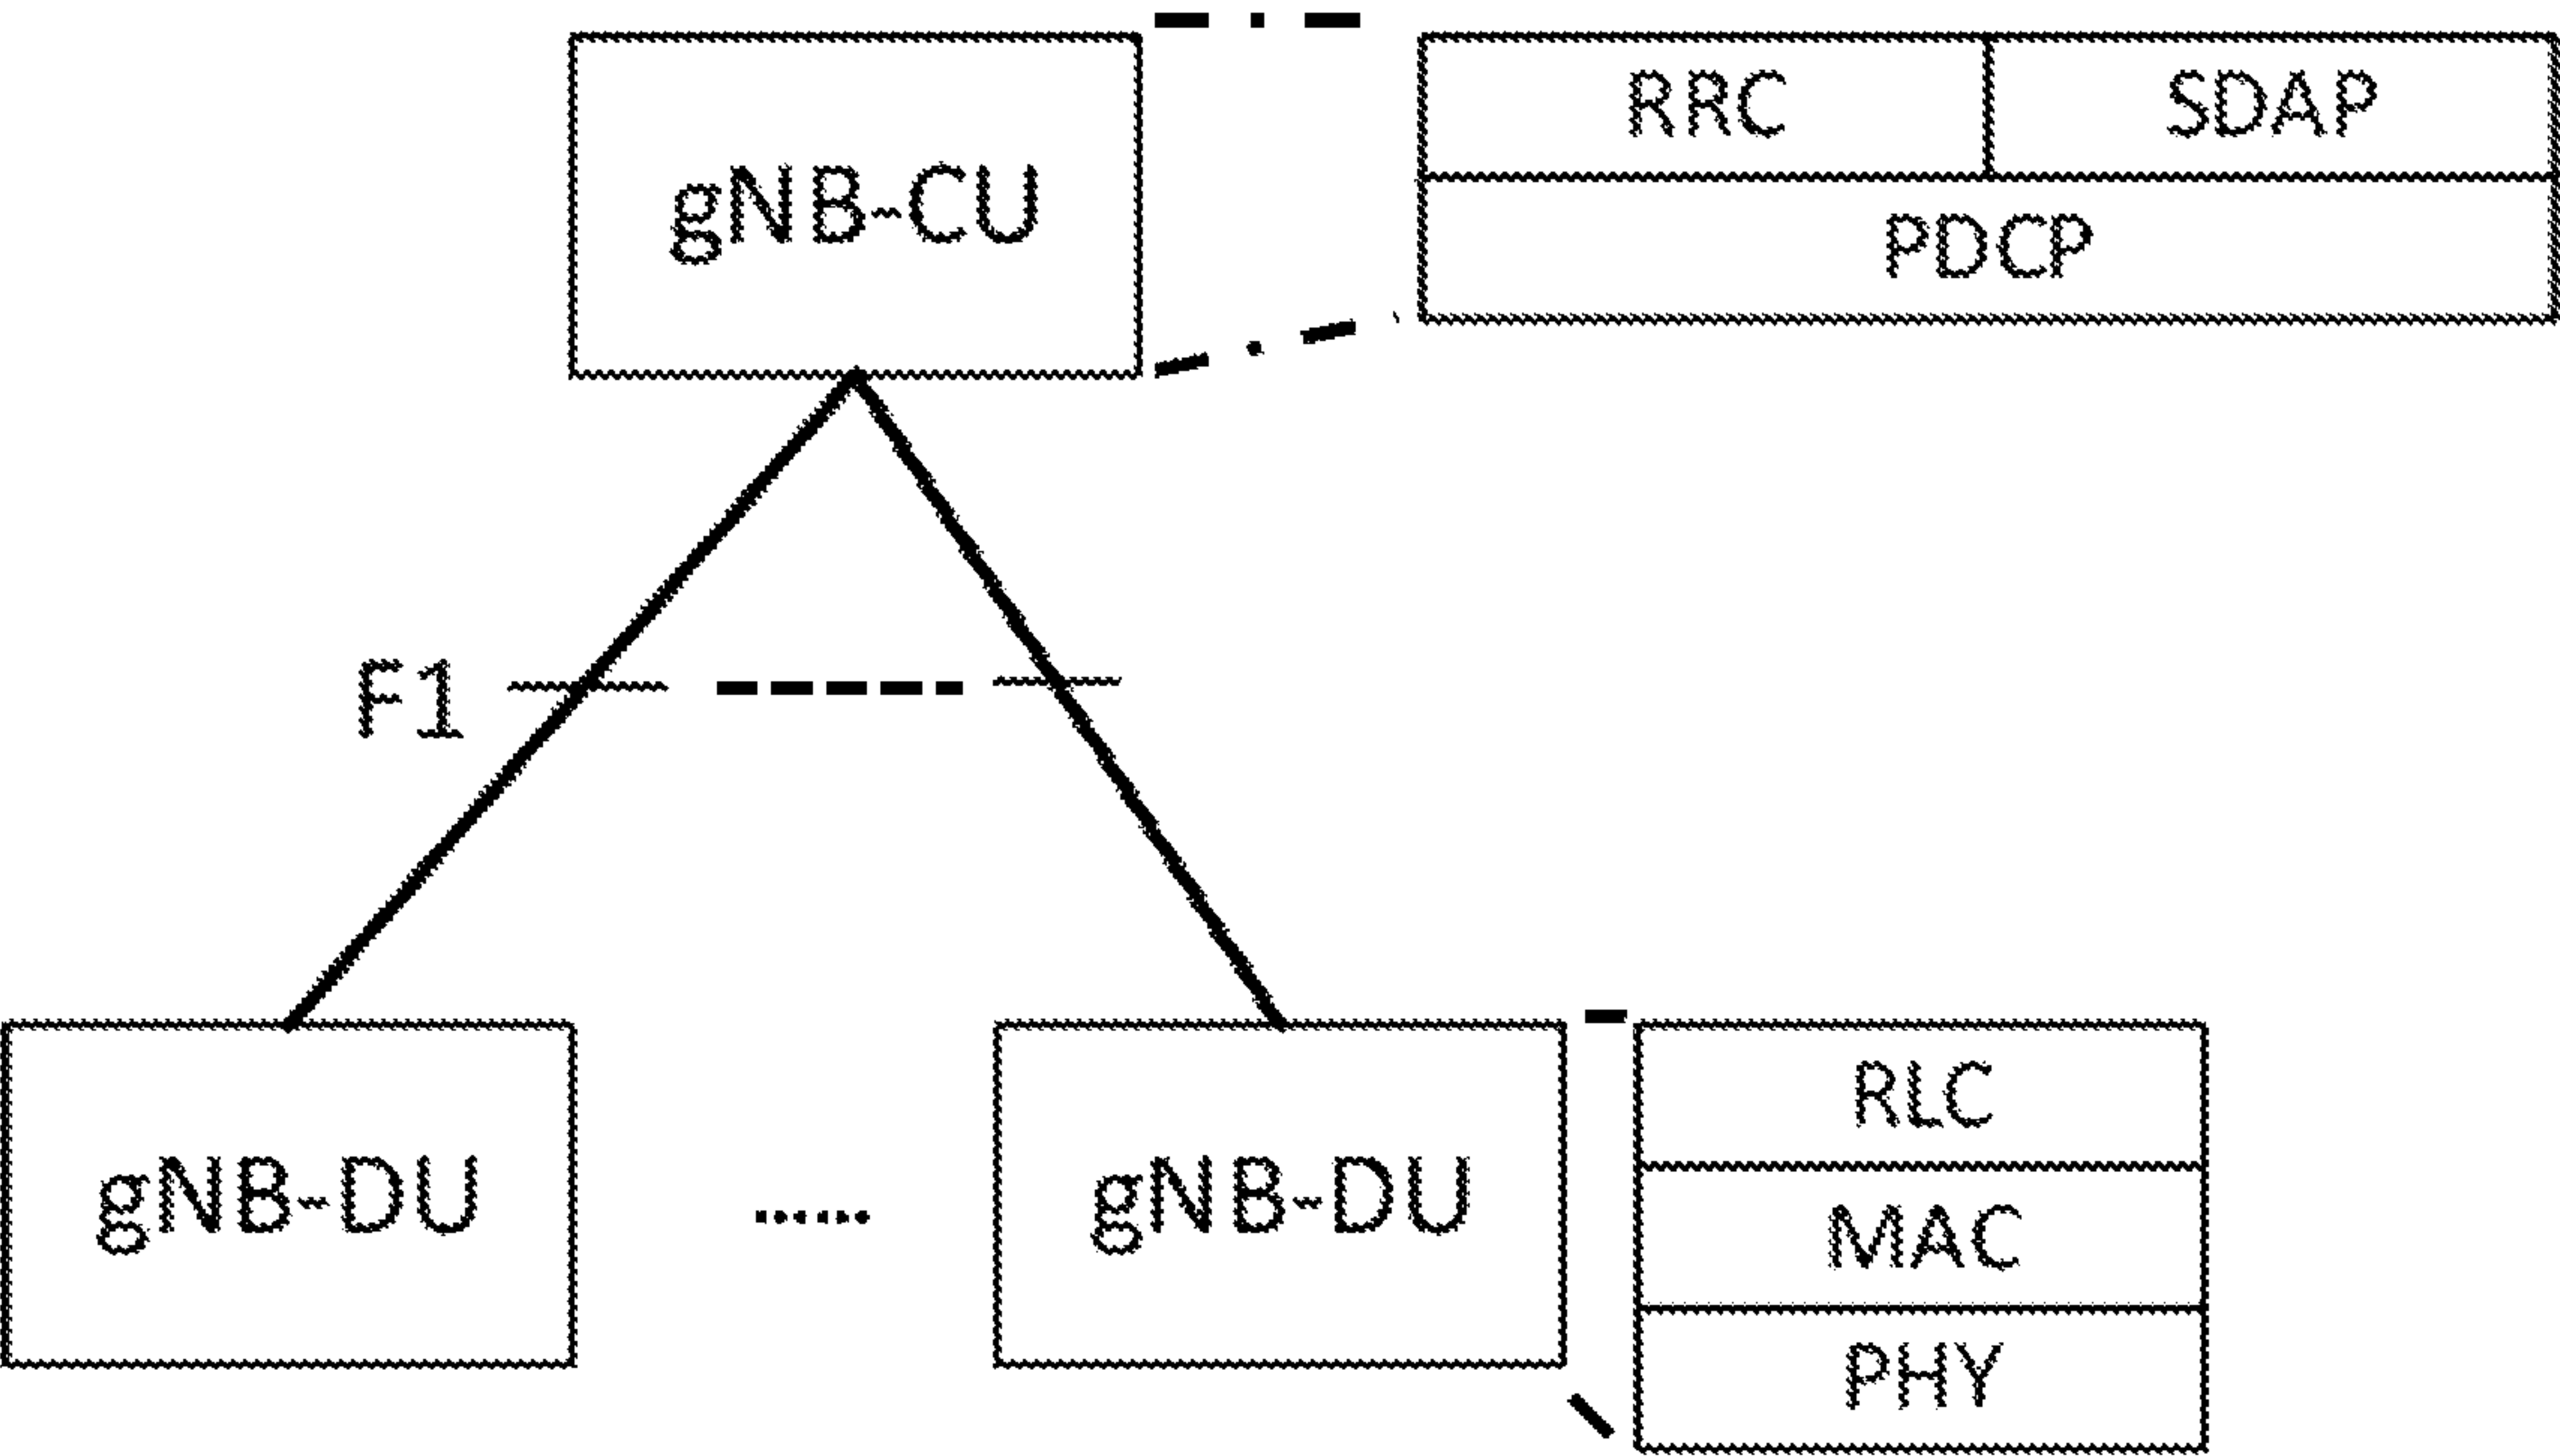 RRC SDAP
gNB-CU
PDCP
F1
RLC
gNB-DU gNB-DU
MAC
PHY